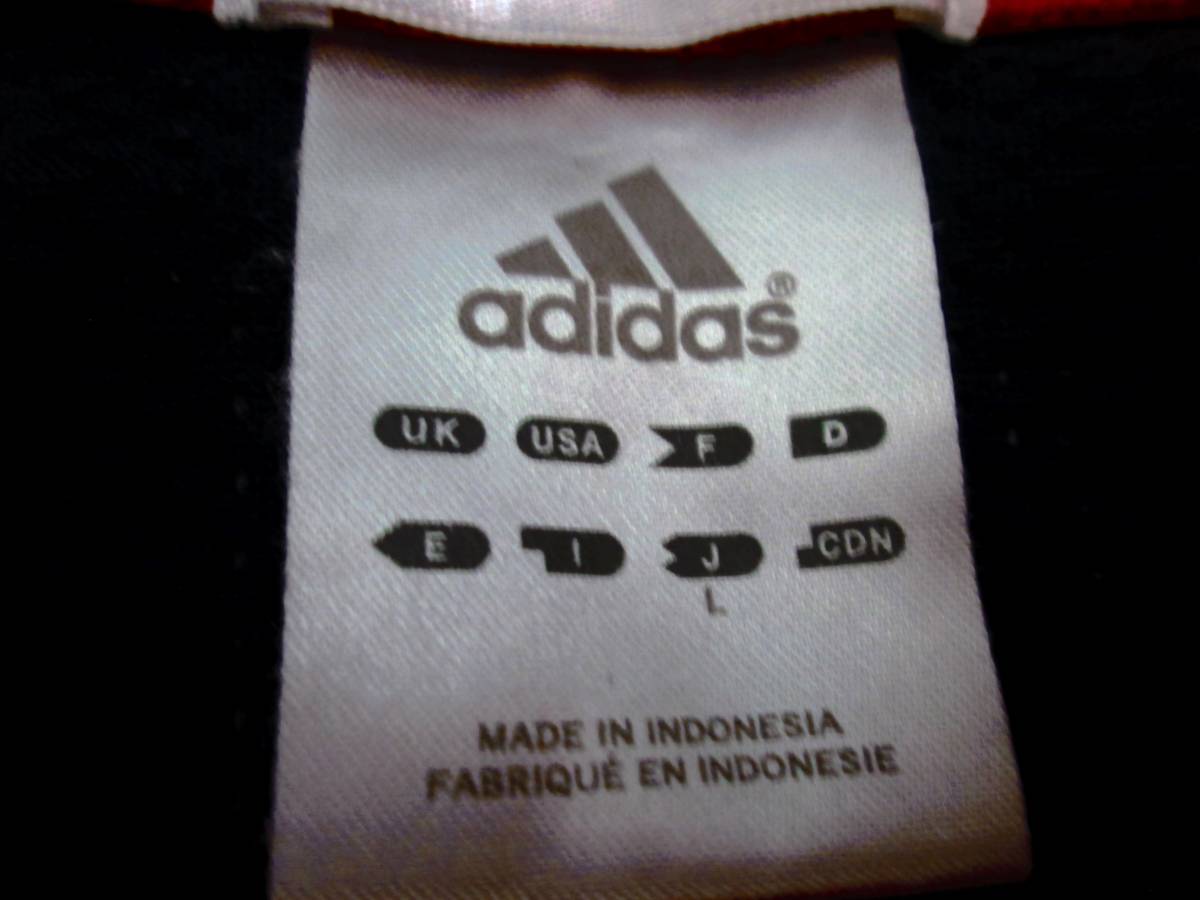 adidas®
UK USA F D
E I J CDN
L
MADE IN INDONESIA
FABRIQUÉ EN INDONESIE